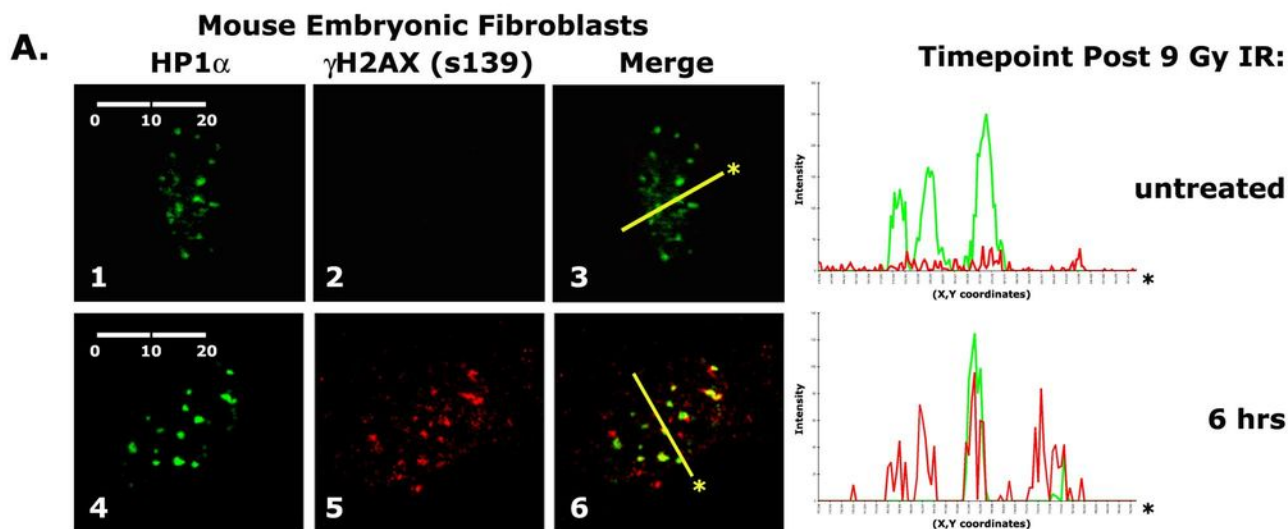 A.
Mouse Embryonic Fibroblasts
HP1α γH2AX (s139) Merge Timepoint Post 9 Gy IR:
0 10 20
*
1 2 3
Intensity
(X,Y coordinates)
*
untreated
0 10 20
*
4 5 6
Intensity
(X,Y coordinates)
*
6 hrs